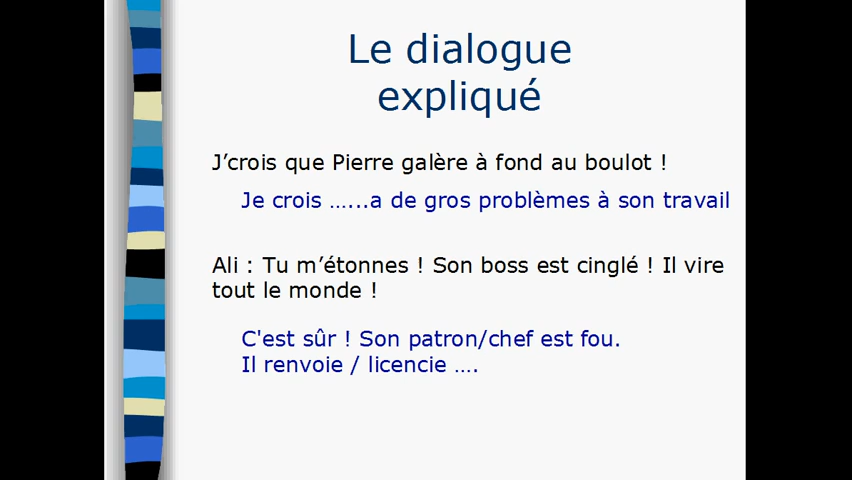 Le dialogue
expliqué
J’crois que Pierre galère à fond au boulot !
Je crois …...a de gros problèmes à son travail
Ali : Tu m’étonnes ! Son boss est cinglé ! Il vire
tout le monde !
C'est sûr ! Son patron/chef est fou.
Il renvoie / licencie ….